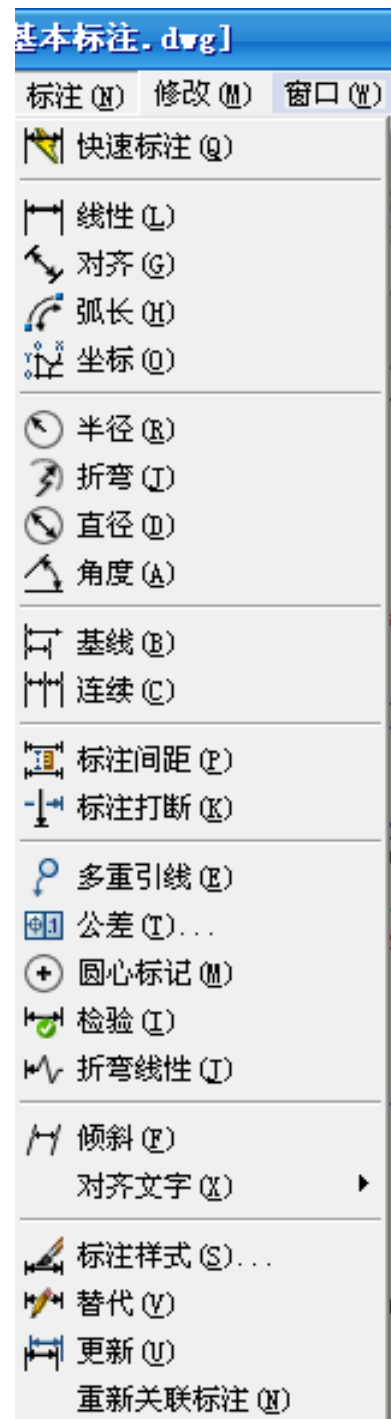 基本标注.dwg]
标注(N) 修改(M) 窗口(W)
快速标注(Q)
线性(L)
对齐(G)
弧长(H)
坐标(O)
半径(R)
折弯(J)
直径(D)
角度(A)
基线(B)
连续(C)
标注间距(P)
标注打断(K)
多重引线(E)
公差(T)...
圆心标记(M)
检验(I)
折弯线性(J)
倾斜(F)
对齐文字(X)
标注样式(S)...
替代(V)
更新(U)
重新关联标注(N)